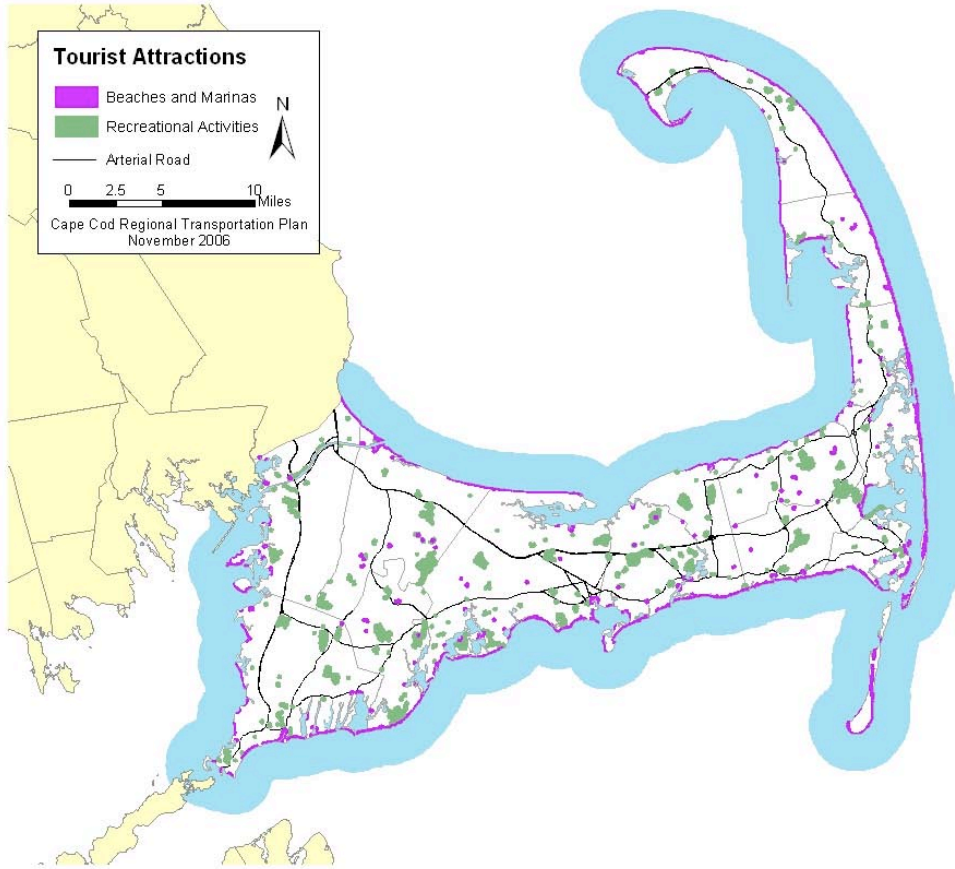 Tourist Attractions
Beaches and Marinas
Recreational Activities
N
Arterial Road
0 2.5 5 10
Miles
Cape Cod Regional Transportation Plan
November 2006